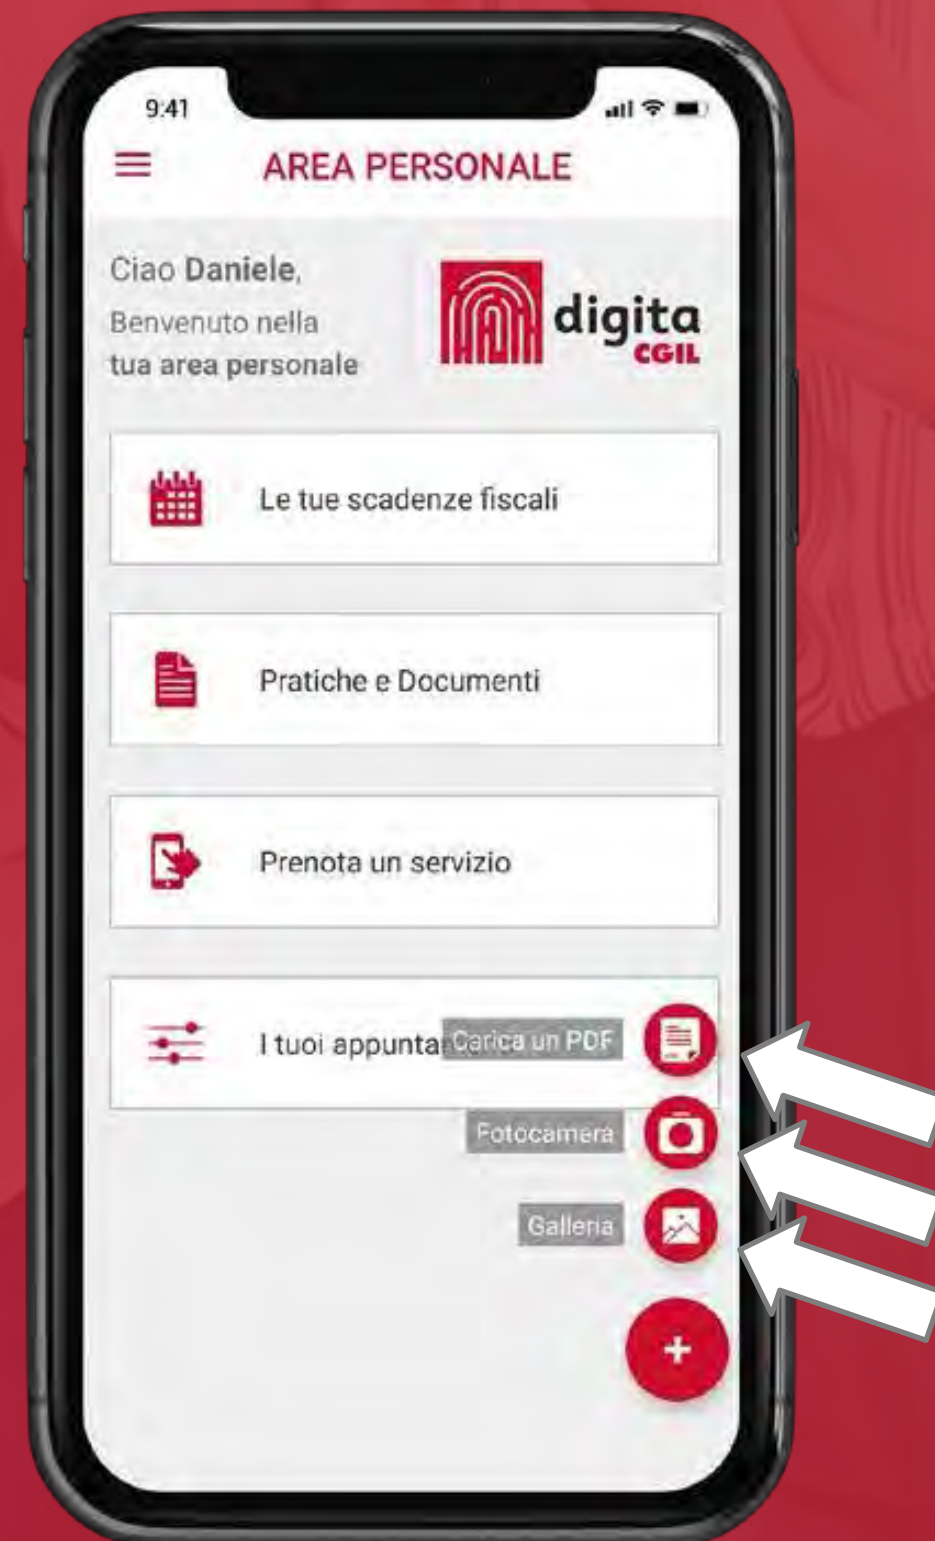 9:41
AREA PERSONALE
Ciao Daniele,
Benvenuto nella
tua area personale
digita
CGIL
Le tue scadenze fiscali
Pratiche e Documenti
Prenota un servizio
I tuoi appunta
Carica un PDF
Fotocamera
Galleria